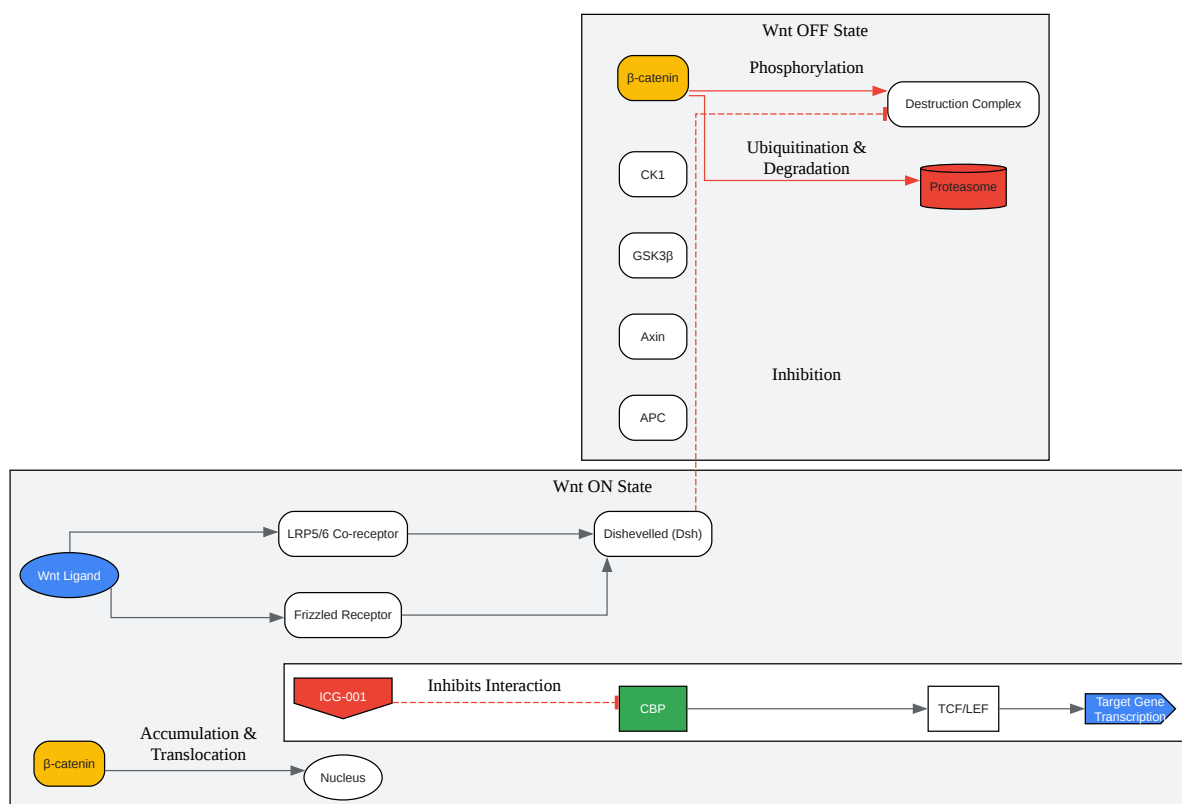 Wnt OFF State
β-catenin
Phosphorylation
Destruction Complex
Ubiquitination &
Degradation
CK1
Proteasome
GSK3β
Axin
Inhibition
APC
Wnt ON State
LRP5/6 Co-receptor
Dishevelled (Dsh)
Wnt Ligand
Frizzled Receptor
ICG-001
Inhibits Interaction
CBP
TCF/LEF
Target Gene
Transcription
Accumulation &
Translocation
β-catenin
Nucleus